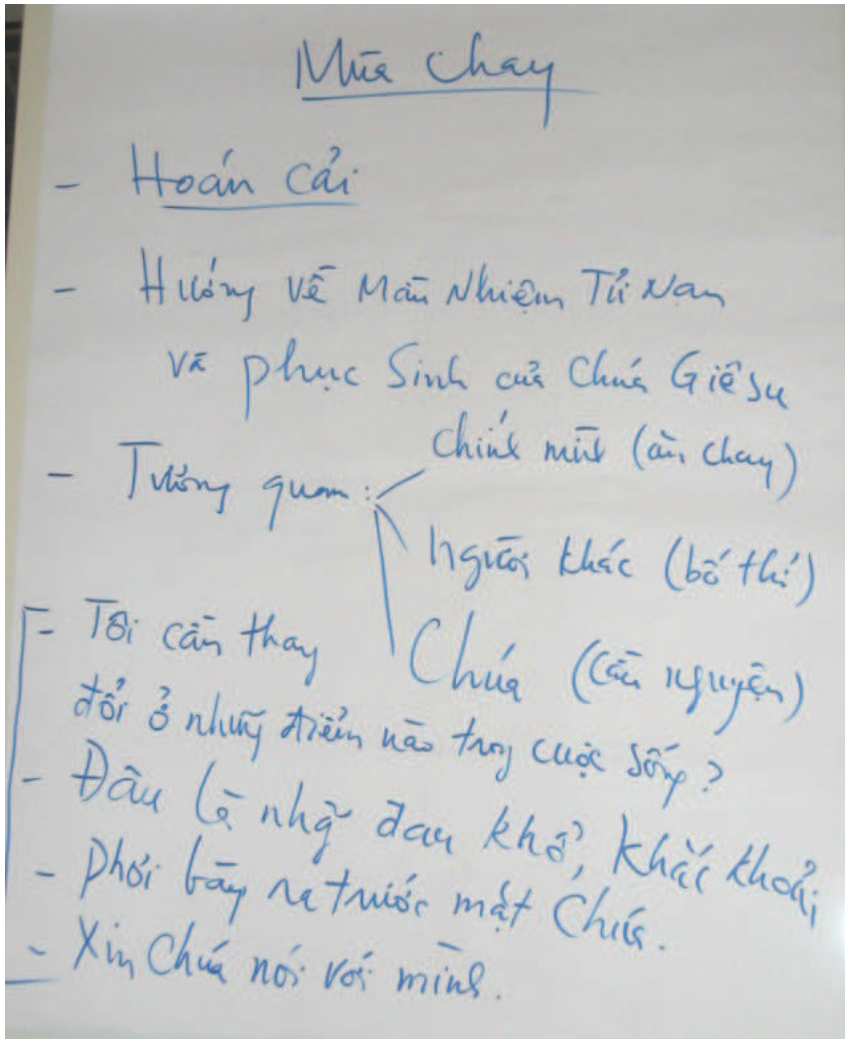 Mùa Chay
- Hoán cải
- Hướng về Mầu Nhiệm Tử Nạn
và phục Sinh của Chúa Giêsu
- Tương quan: chính mình (ăn chay)
người khác (bố thí)
Chúa (cầu nguyện)
- Tôi cần thay
đổi ở những điểm nào trong cuộc sống?
- Đâu là nhg̃ đau khổ, khắc khoải,
- phơi bày ra trước mặt Chúa.
- Xin Chúa nói với mình.